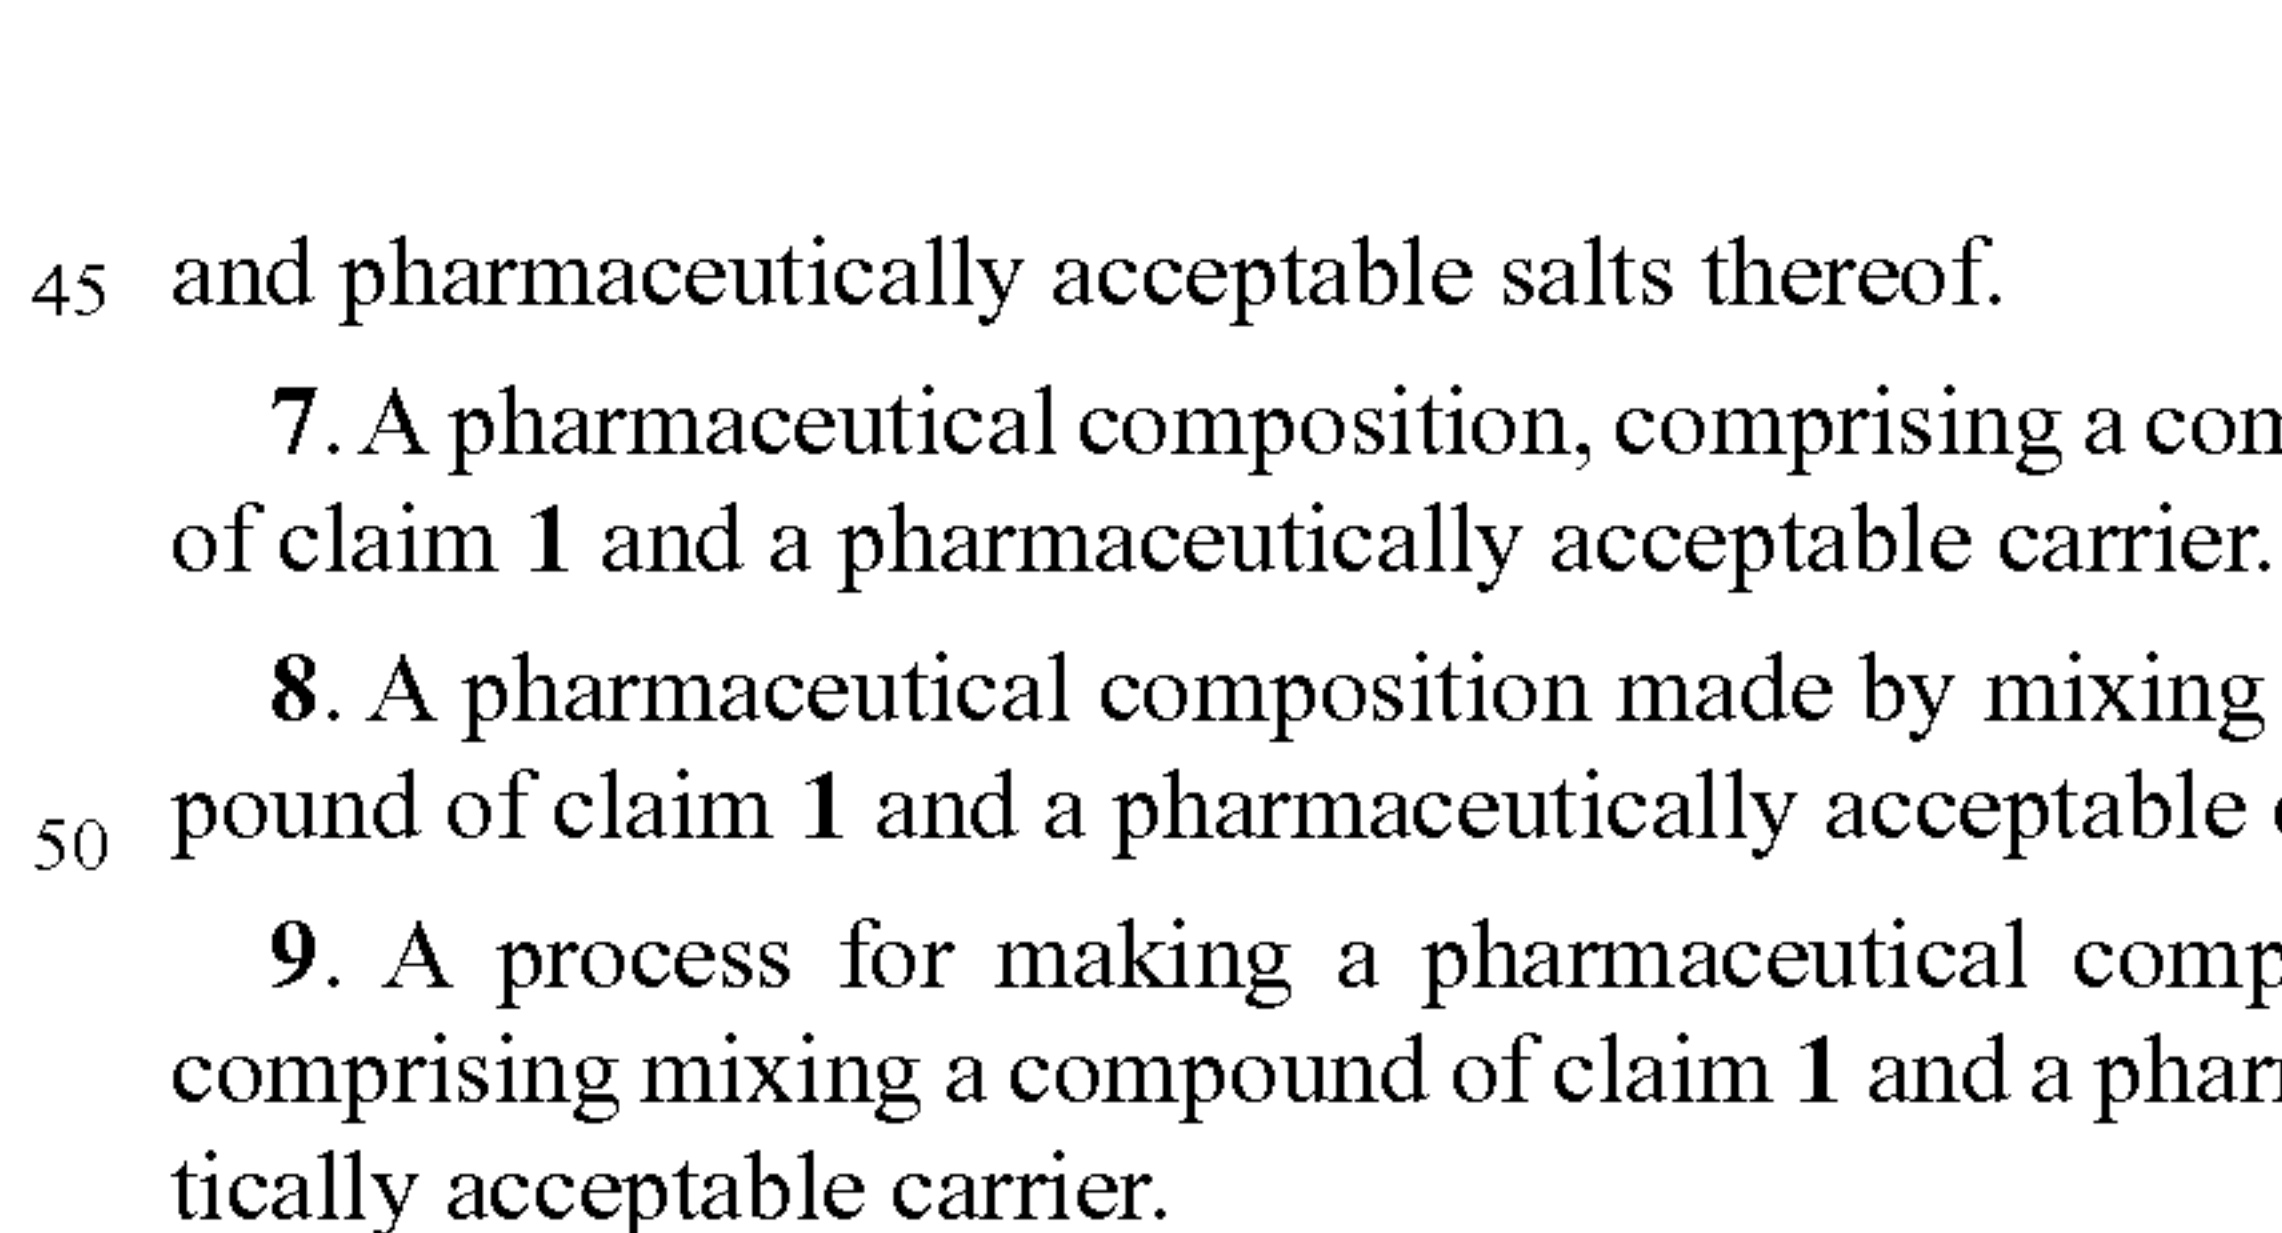 45 and pharmaceutically acceptable salts thereof.
7. A pharmaceutical composition, comprising a com
of claim 1 and a pharmaceutically acceptable carrier.
8. A pharmaceutical composition made by mixing
50 pound of claim 1 and a pharmaceutically acceptable
9. A process for making a pharmaceutical comp
comprising mixing a compound of claim 1 and a phar
tically acceptable carrier.